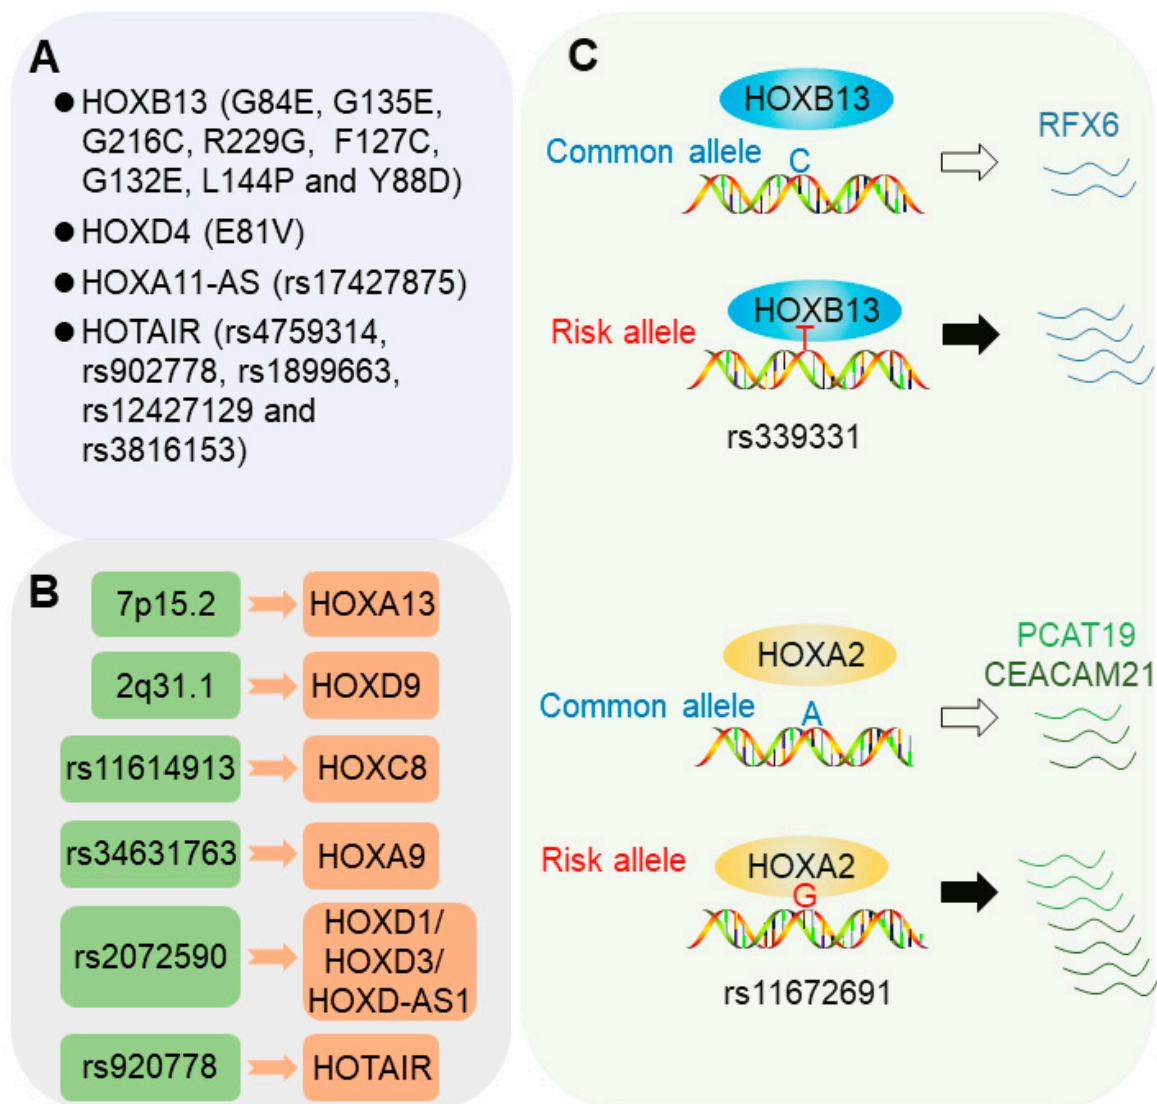 A
● HOXB13 (G84E, G135E,
G216C, R229G, F127C,
G132E, L144P and Y88D)
● HOXD4 (E81V)
● HOXA11-AS (rs17427875)
● HOTAIR (rs4759314,
rs902778, rs1899663,
rs12427129 and
rs3816153)
B
7p15.2
HOXA13
2q31.1
HOXD9
rs11614913
HOXC8
rs34631763
HOXA9
rs2072590
HOXD1/
HOXD3/
HOXD-AS1
rs920778
HOTAIR
C
HOXB13
RFX6
Common allele
C
HOXB13
Risk allele
T
rs339331
HOXA2
PCAT19
CEACAM21
Common allele
A
HOXA2
Risk allele
G
rs11672691